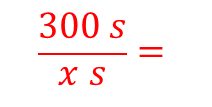 300 s
x s =